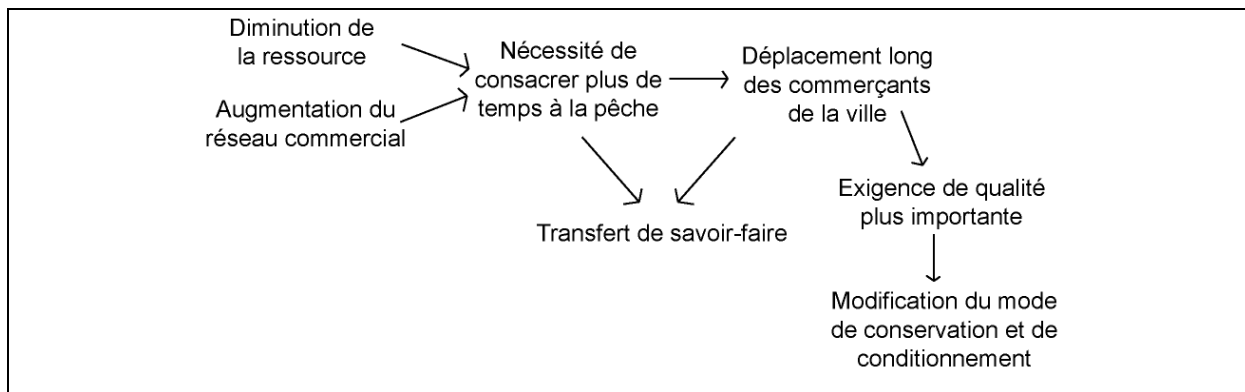 Diminution de
la ressource
Augmentation du
réseau commercial
Nécessité de
consacrer plus de
temps à la pêche
Déplacement long
des commerçants
de la ville
Transfert de savoir-faire
Exigence de qualité
plus importante
Modification du mode
de conservation et de
conditionnement